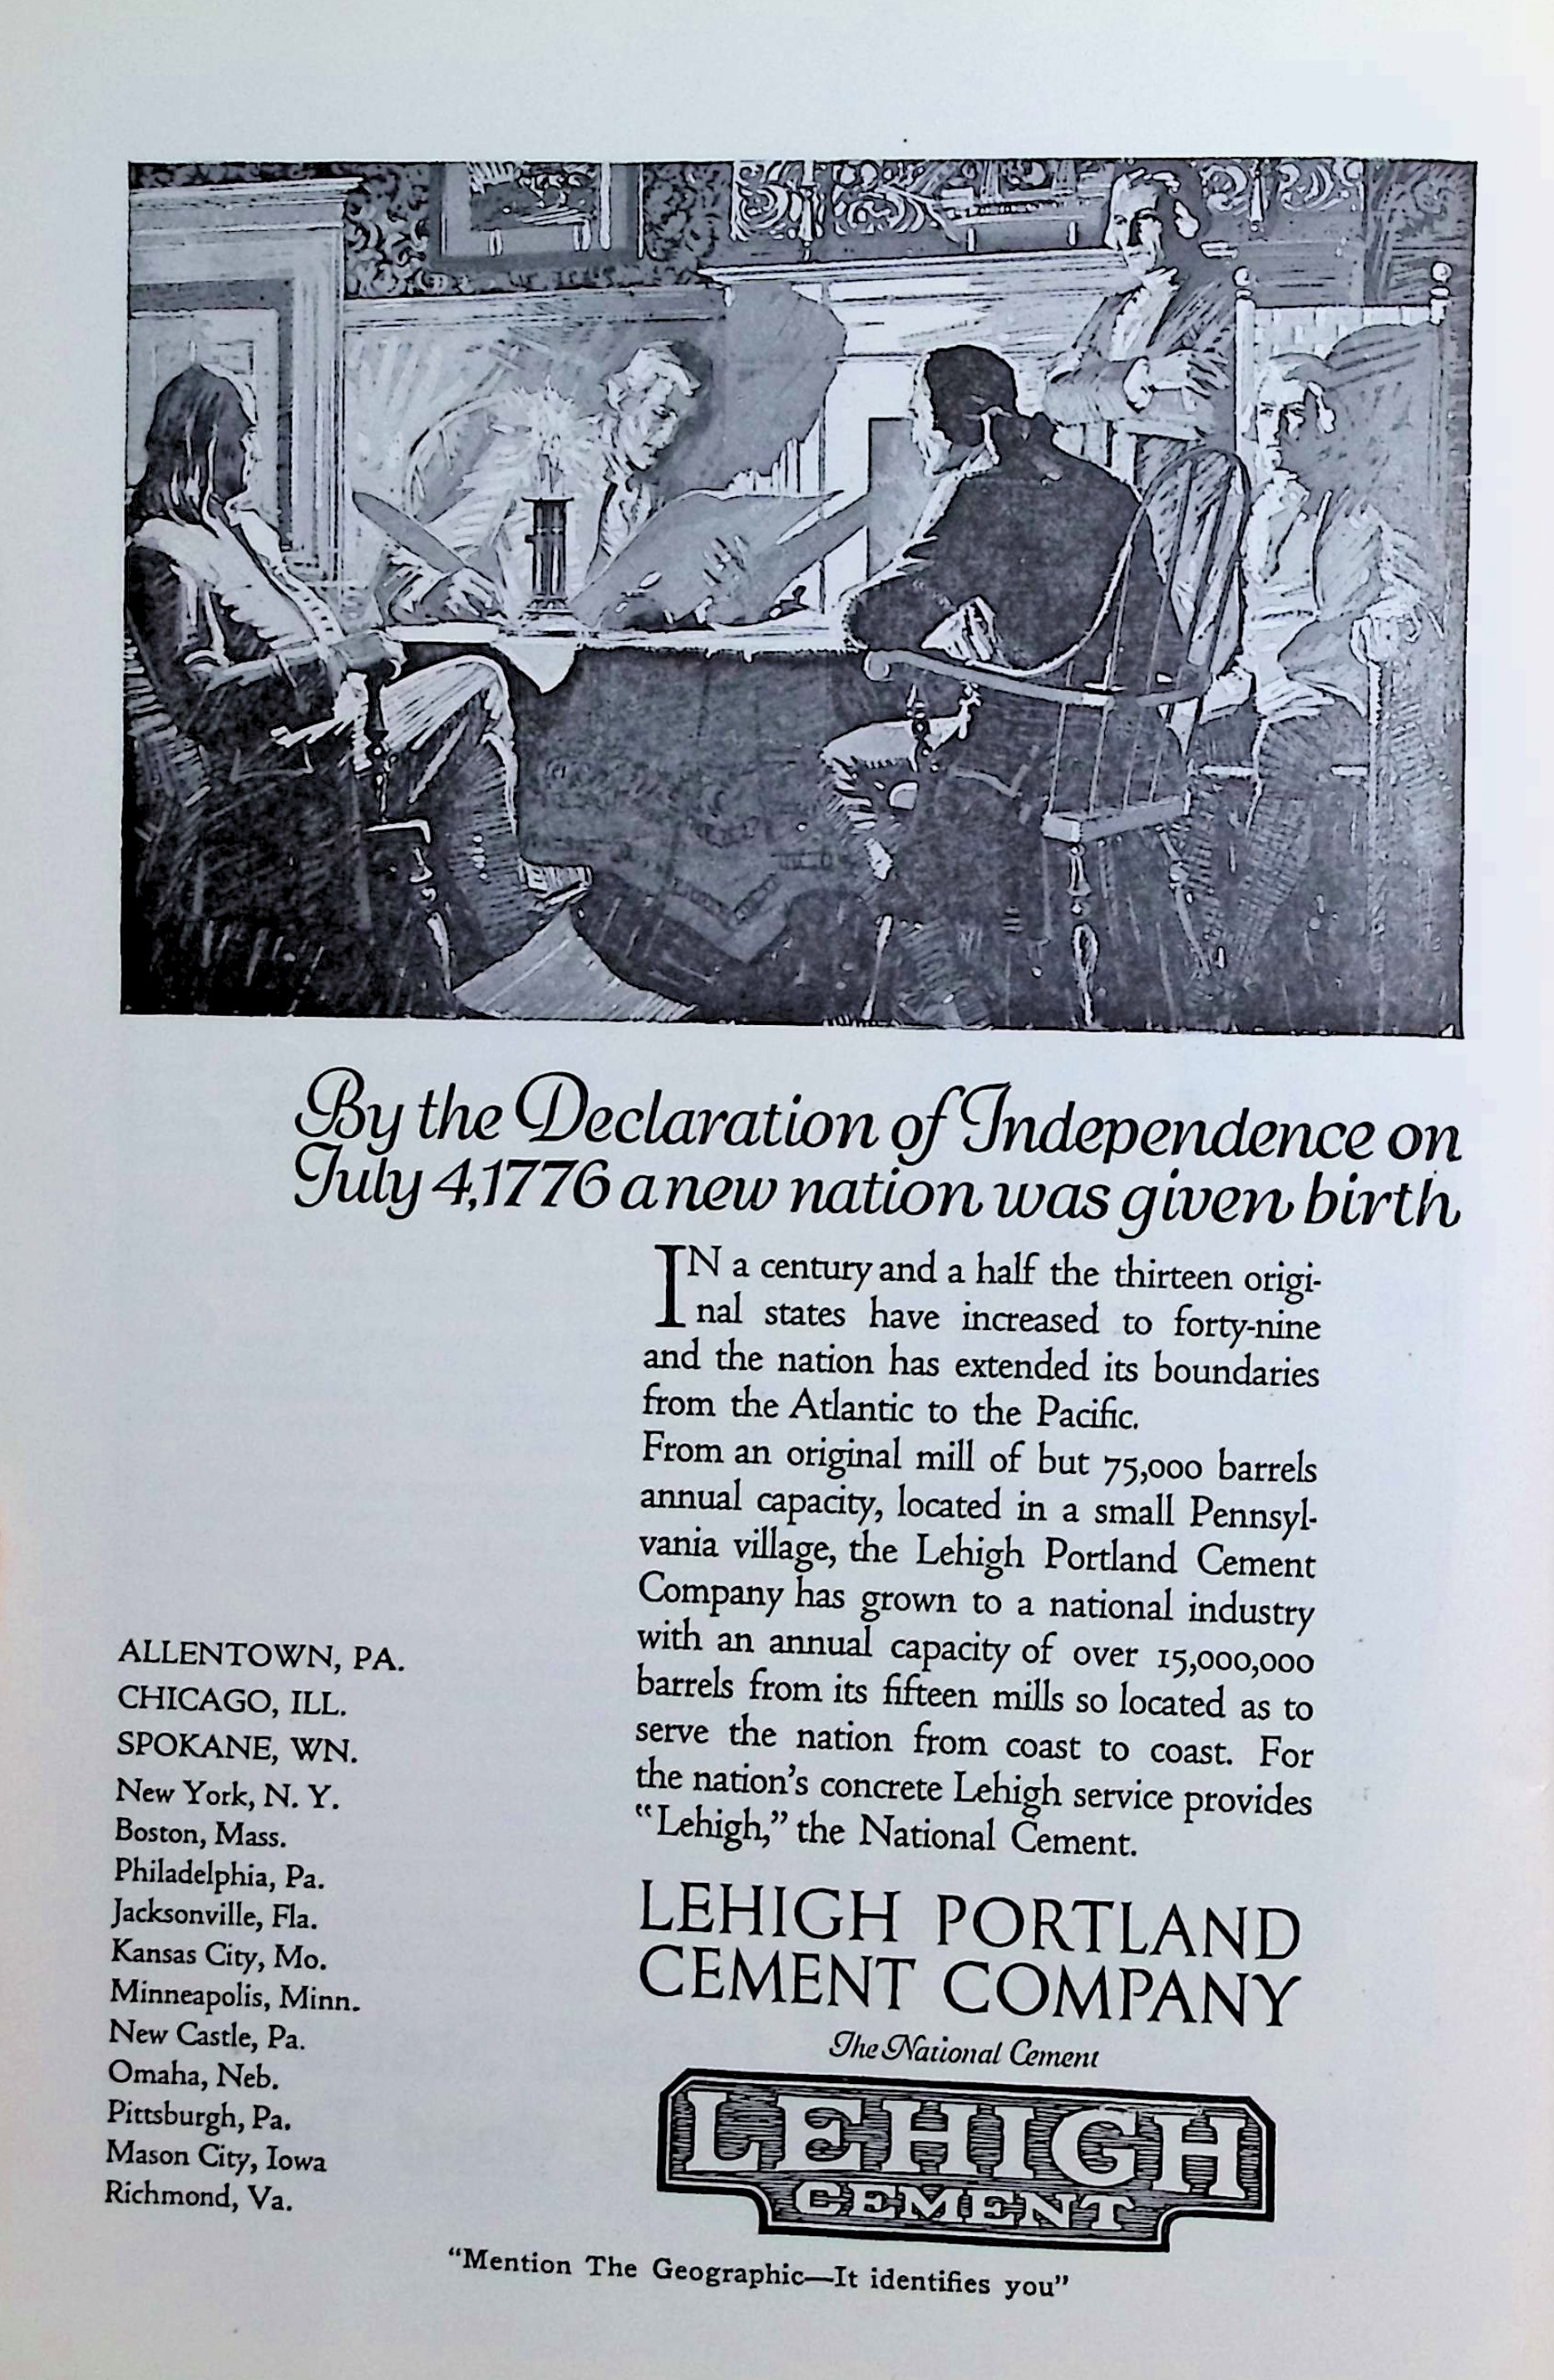 By the Declaration of Independence on
July 4, 1776 a new nation was given birth
IN a century and a half the thirteen origi-
nal states have increased to forty-nine
and the nation has extended its boundaries
from the Atlantic to the Pacific.
From an original mill of but 75,000 barrels
annual capacity, located in a small Pennsyl-
vania village, the Lehigh Portland Cement
Company has grown to a national industry
with an annual capacity of over 15,000,000
barrels from its fifteen mills so located as to
serve the nation from coast to coast. For
the nation's concrete Lehigh service provides
"Lehigh," the National Cement.
ALLENTOWN, PA.
CHICAGO, ILL.
SPOKANE, WN.
New York, N. Y.
Boston, Mass.
Philadelphia, Pa.
Jacksonville, Fla.
Kansas City, Mo.
Minneapolis, Minn.
New Castle, Pa.
Omaha, Neb.
Pittsburgh, Pa.
Mason City, Iowa
Richmond, Va.
LEHIGH PORTLAND
CEMENT COMPANY
The National Cement
LEHIGH
CEMENT
"Mention The Geographic—It identifies you"